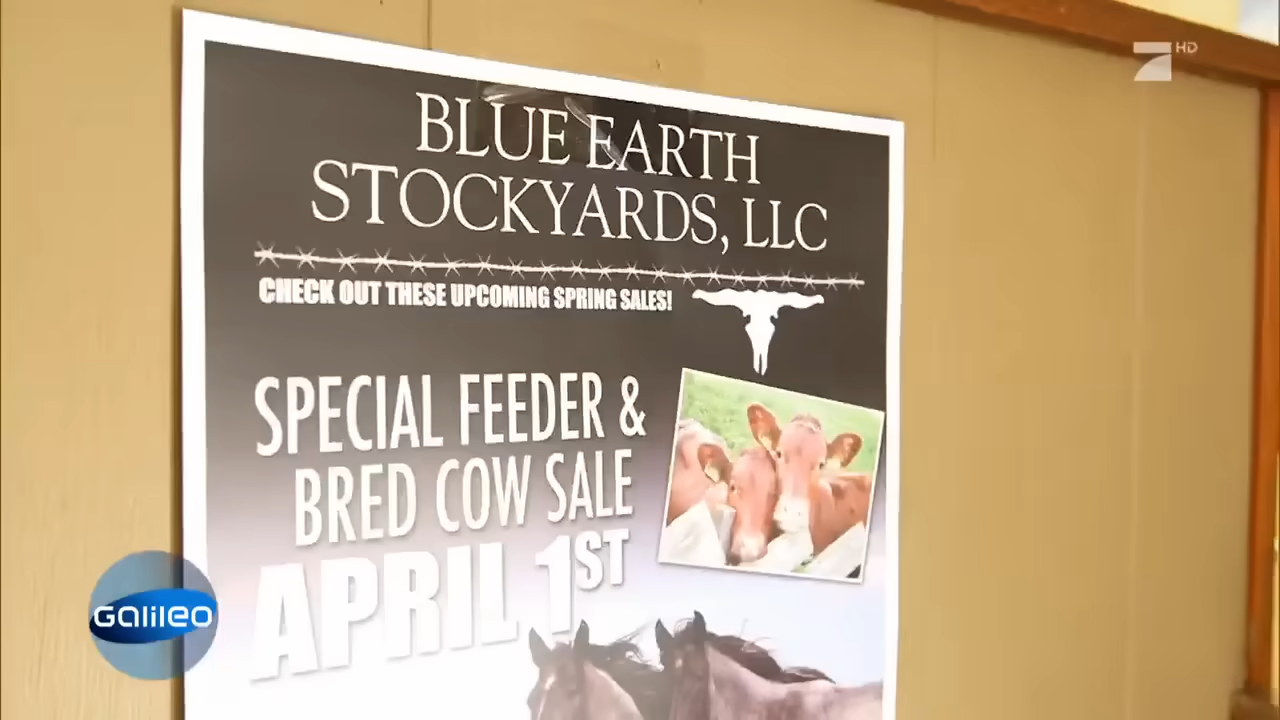 HD
BLUE EARTH
STOCKYARDS, LLC
CHECK OUT THESE UPCOMING SPRING SALES!
SPECIAL FEEDER &
BRED COW SALE
APRIL 1ST
GALILEO